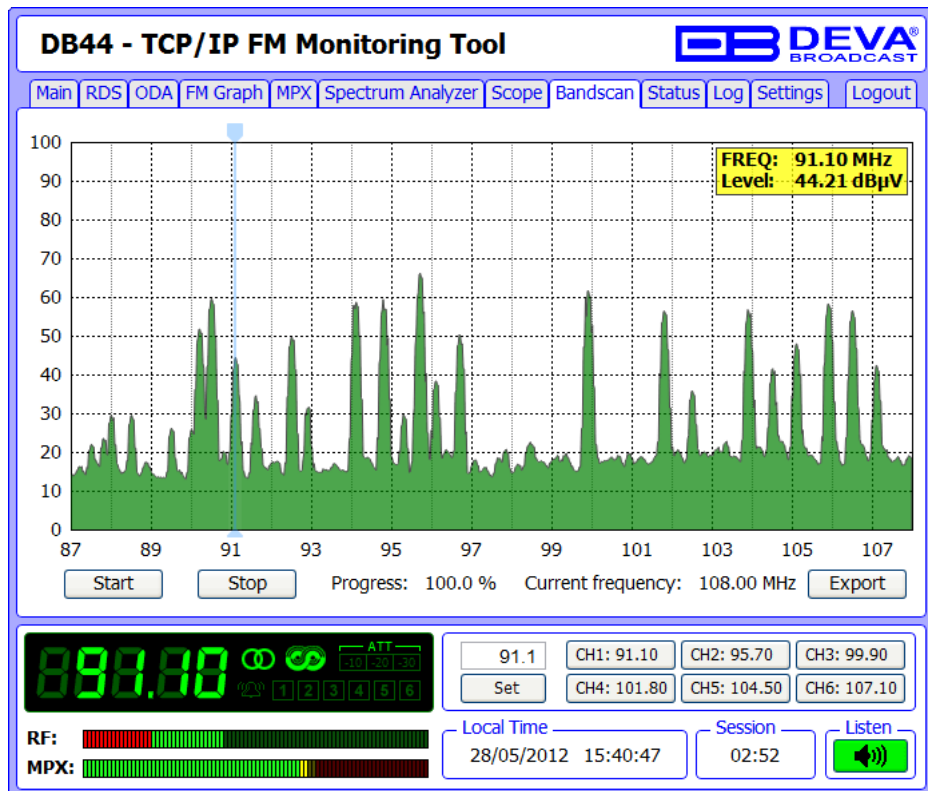 DB44 - TCP/IP FM Monitoring Tool
DEVA®
BROADCAST
Main RDS ODA FM Graph MPX Spectrum Analyzer Scope Bandscan Status Log Settings Logout
FREQ: 91.10 MHz
Level: 44.21 dBµV
100
90
80
70
60
50
40
30
20
10
0
87 89 91 93 95 97 99 101 103 105 107
Start Stop Progress: 100.0 % Current frequency: 108.00 MHz Export
91.10
ATT
-10 -20 -30
1 2 3 4 5 6
RF:
MPX:
91.1 CH1: 91.10 CH2: 95.70 CH3: 99.90
Set CH4: 101.80 CH5: 104.50 CH6: 107.10
Local Time Session Listen
28/05/2012 15:40:47 02:52